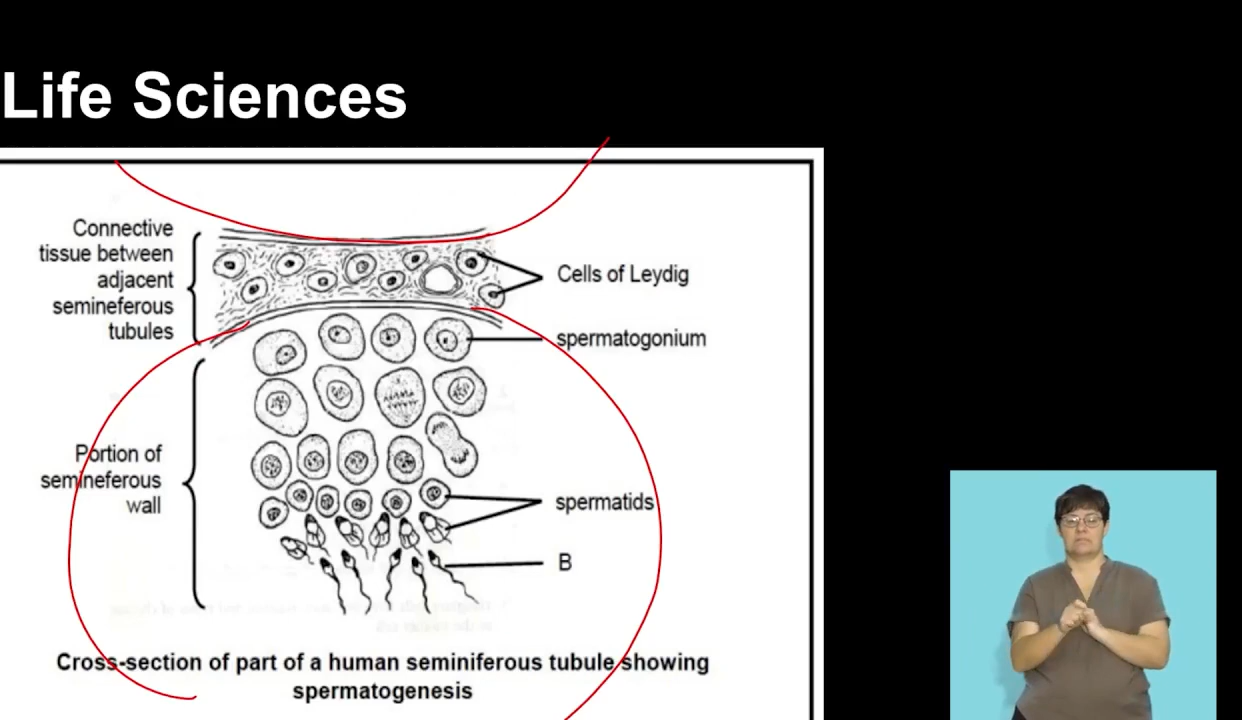 Life Sciences
Connective
tissue between
adjacent
semineferous
tubules
Cells of Leydig
spermatogonium
Portion of
semineferous
wall
spermatids
B
Cross-section of part of a human seminiferous tubule showing
spermatogenesis